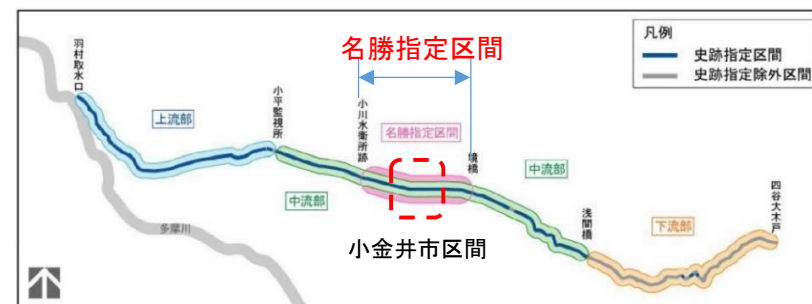 名勝指定区間
凡例
史跡指定区間
史跡指定除外区間
羽村取水口
上流部
小平監視所
小川水衛所跡
名勝指定区間
境橋
中流部
中流部
浅間橋
下流部
四谷大木戸
多摩川
小金井市区間